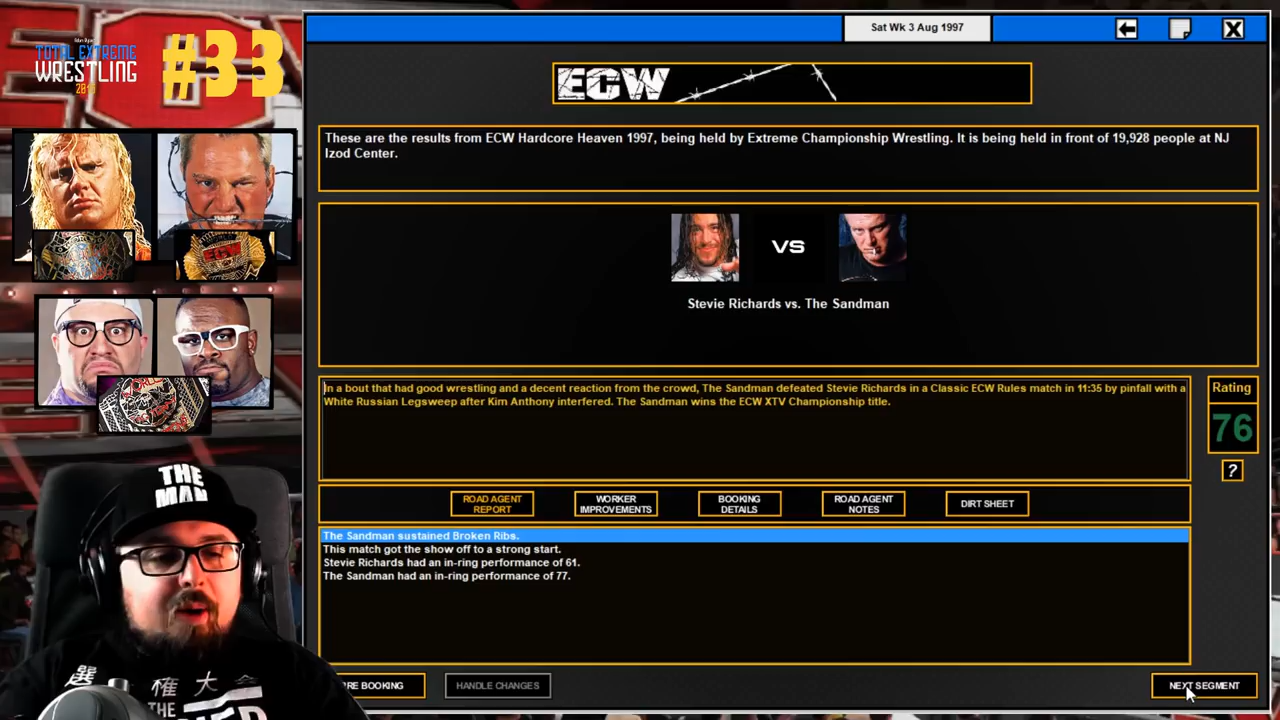 TOTAL EXTREME
WRESTLING
#33
Sat Wk 3 Aug 1997
ECW
These are the results from ECW Hardcore Heaven 1997, being held by Extreme Championship Wrestling. It is being held in front of 19,928 people at NJ
Izod Center.
VS
Stevie Richards vs. The Sandman
In a bout that had good wrestling and a decent reaction from the crowd, The Sandman defeated Stevie Richards in a Classic ECW Rules match in 11:35 by pinfall with a
White Russian Legsweep after Kim Anthony interfered. The Sandman wins the ECW XTV Championship title.
Rating
76
?
ROAD AGENT
REPORT
WORKER
IMPROVEMENTS
BOOKING
DETAILS
ROAD AGENT
NOTES
DIRT SHEET
The Sandman sustained Broken Ribs.
This match got the show off to a strong start.
Stevie Richards had an in-ring performance of 61.
The Sandman had an in-ring performance of 77.
RE BOOKING
HANDLE CHANGES
NEXT SEGMENT
THE
MAN
選
権 大
THE